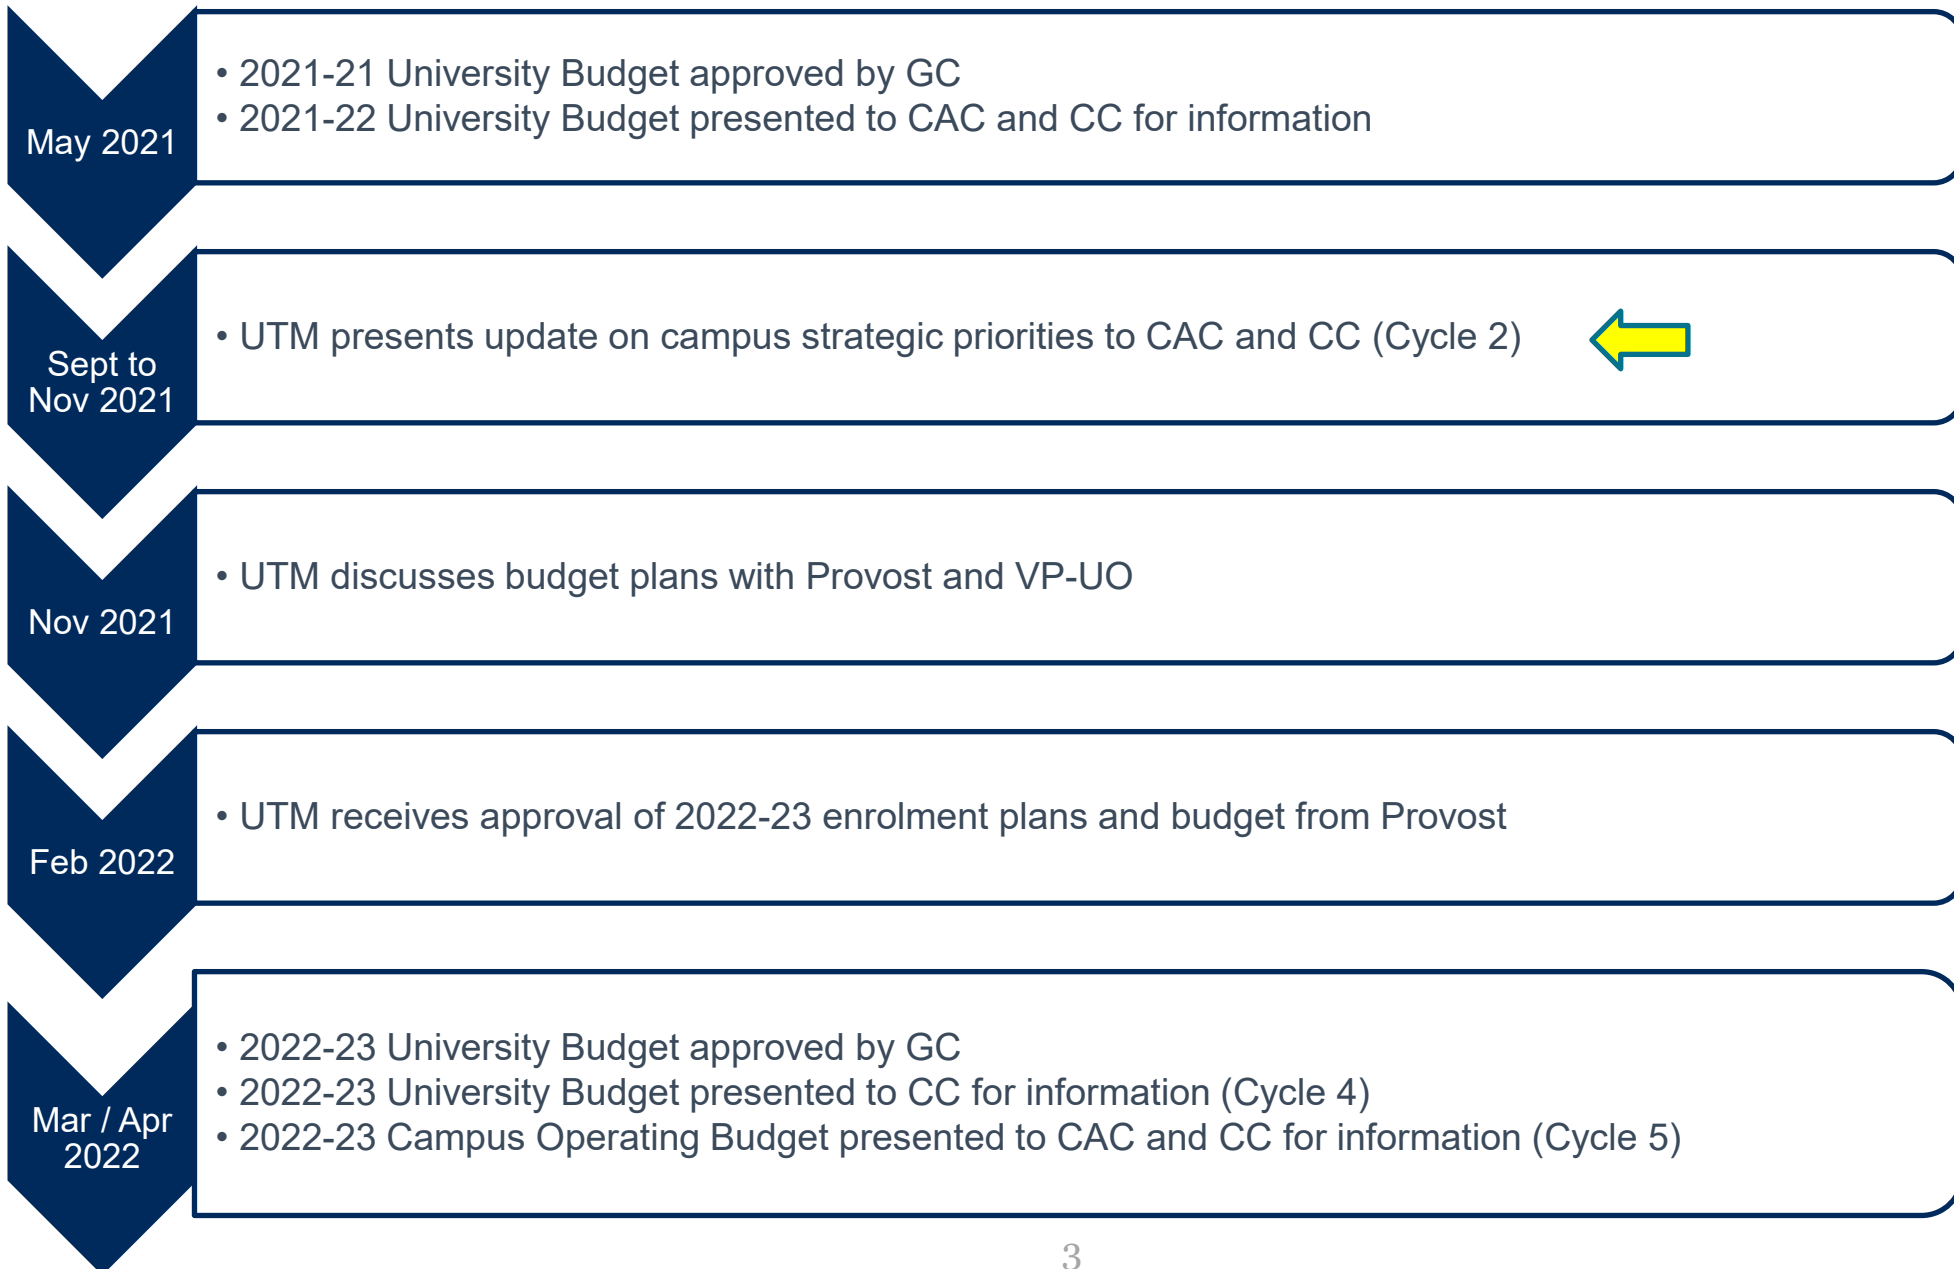 May 2021
• 2021-21 University Budget approved by GC
• 2021-22 University Budget presented to CAC and CC for information
Sept to
Nov 2021
• UTM presents update on campus strategic priorities to CAC and CC (Cycle 2)
Nov 2021
• UTM discusses budget plans with Provost and VP-UO
Feb 2022
• UTM receives approval of 2022-23 enrolment plans and budget from Provost
Mar / Apr
2022
• 2022-23 University Budget approved by GC
• 2022-23 University Budget presented to CC for information (Cycle 4)
• 2022-23 Campus Operating Budget presented to CAC and CC for information (Cycle 5)
3